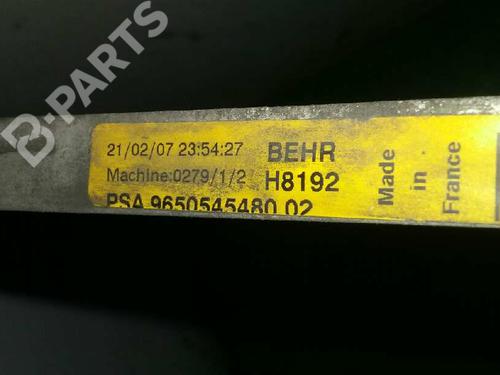 B-PARTS
21/02/07 23:54:27 BEHR
Machine:0279/1/2 H8192
PSA 9650545480 02
Made
in
France